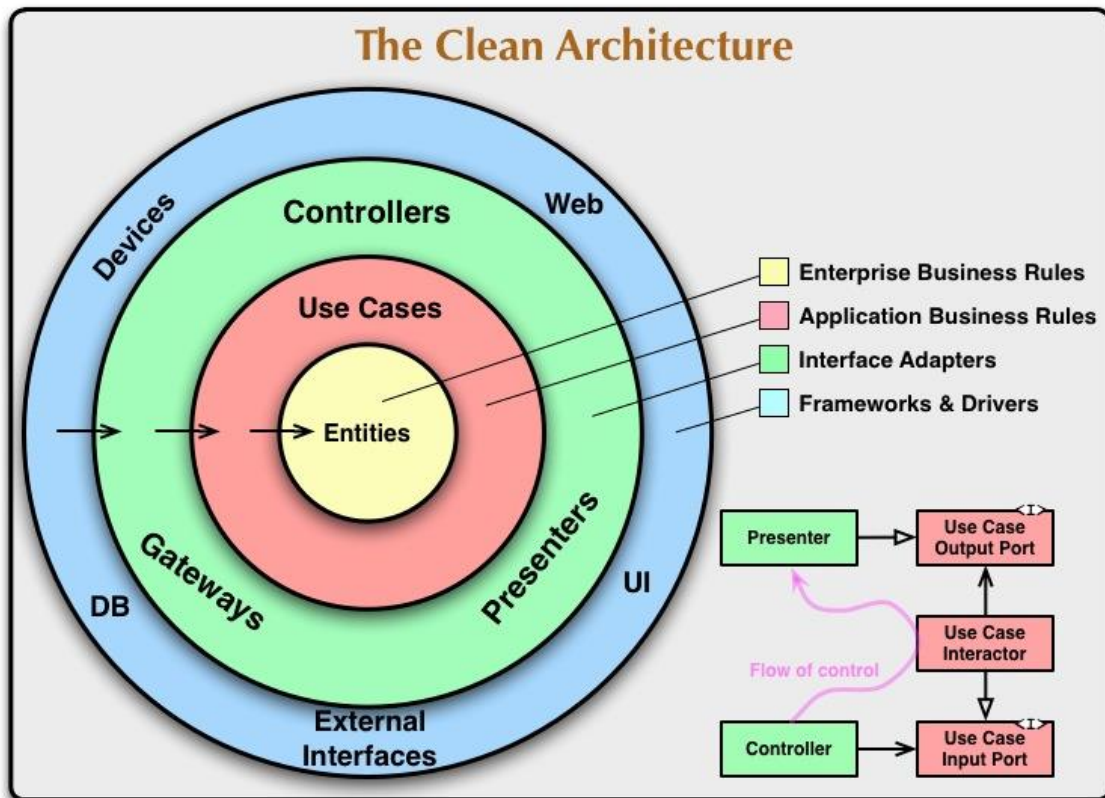 The Clean Architecture
Devices
Web
Controllers
Use Cases
Entities
Gateways
Presenters
DB
UI
External
Interfaces
Enterprise Business Rules
Application Business Rules
Interface Adapters
Frameworks & Drivers
Presenter
<I>
Use Case
Output Port
Use Case
Interactor
Flow of control
Controller
<I>
Use Case
Input Port